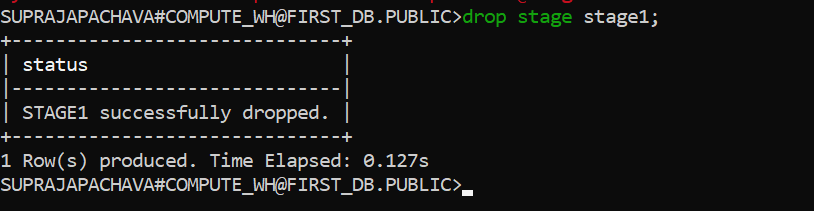 SUPRAJAPACHAVA#COMPUTE_WH@FIRST_DB.PUBLIC>drop stage stage1;
+------------------------------+
| status                       |
|------------------------------|
| STAGE1 successfully dropped. |
+------------------------------+
1 Row(s) produced. Time Elapsed: 0.127s
SUPRAJAPACHAVA#COMPUTE_WH@FIRST_DB.PUBLIC>_